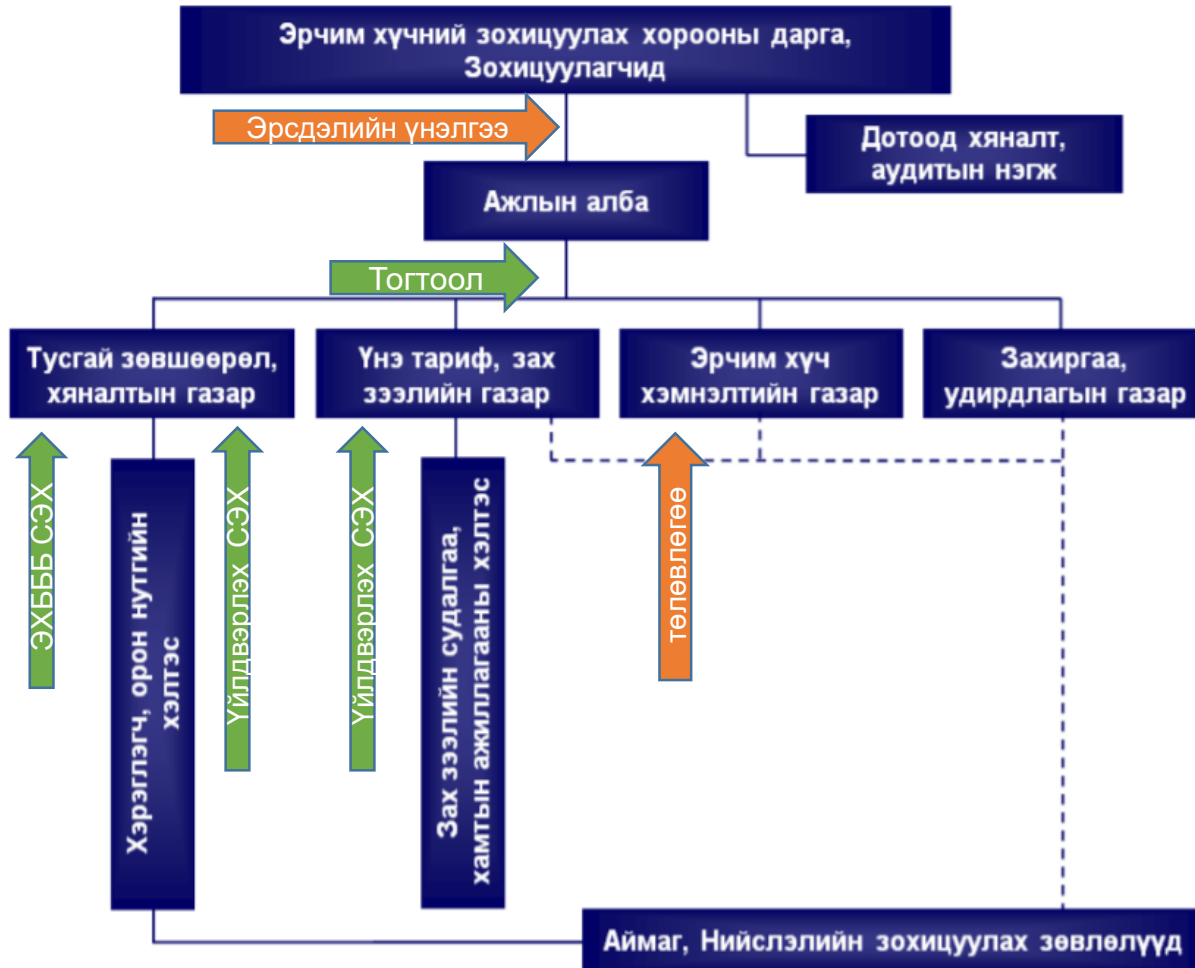 Эрчим хүчний зохицуулах хорооны дарга,
Зохицуулагчид
Эрсдэлийн үнэлгээ
Дотоод хяналт,
аудитын нэгж
Ажлын алба
Тогтоол
Тусгай зөвшөөрөл,
хяналтын газар
Үнэ тариф, зах
зээлийн газар
Эрчим хүч
хэмнэлтийн газар
Захиргаа,
удирдлагын газар
ЭХБББ СЭХ
Хэрэглэгч, орон нутгийн
хэлтэс
Үйлдвэрлэх СЭХ
Үйлдвэрлэх СЭХ
Зах зээлийн судалгаа,
хамтын ажиллагааны хэлтэс
төлөвлөгөө
Аймаг, Нийслэлийн зохицуулах зөвлөлүүд